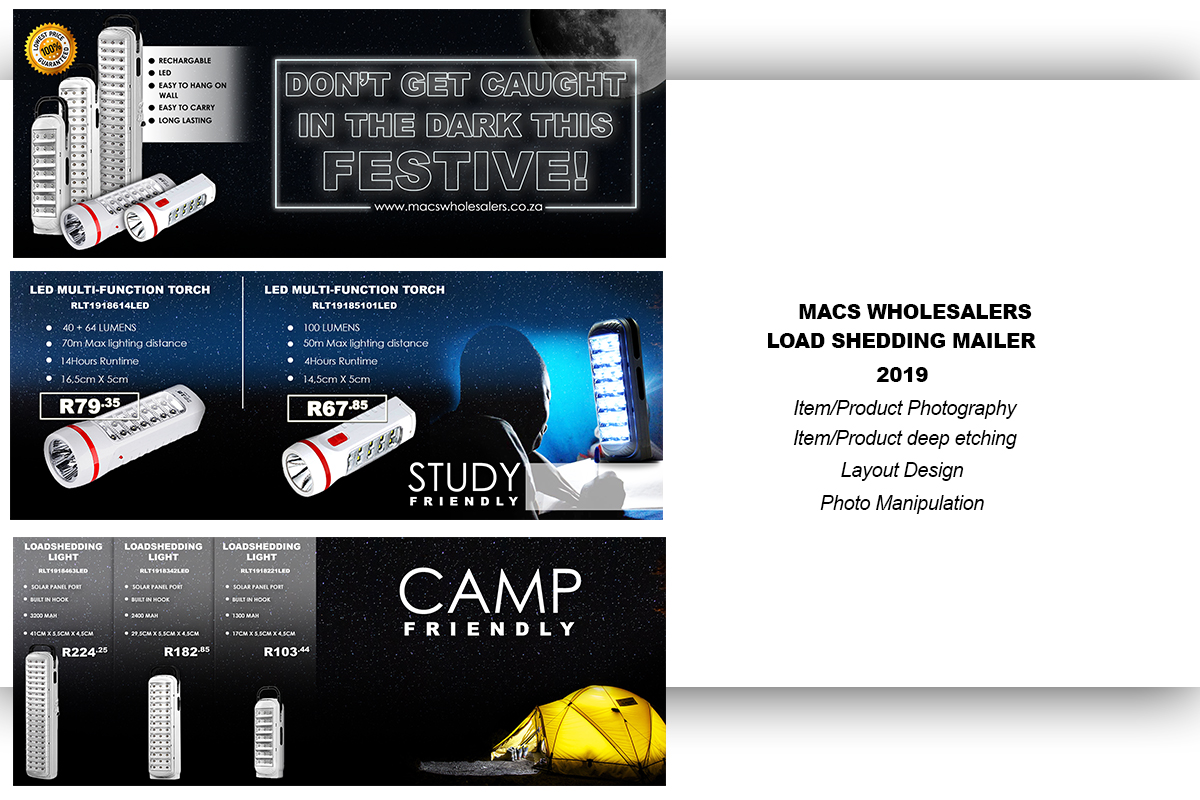 LOWEST PRICE
100%
GUARANTEED
RECHARGABLE
LED
EASY TO HANG ON
WALL
EASY TO CARRY
LONG LASTING
DON'T GET CAUGHT
IN THE DARK THIS
FESTIVE!
www.macswholesalers.co.za
LED MULTI-FUNCTION TORCH
RLT1918614LED
40 + 64 LUMENS
70m Max lighting distance
14Hours Runtime
16,5cm X 5cm
R79.35
LED MULTI-FUNCTION TORCH
RLT19185101LED
100 LUMENS
50m Max lighting distance
4Hours Runtime
14,5cm X 5cm
R67.85
STUDY
FRIENDLY
LOADSHEDDING
LIGHT
RLT1918463LED
SOLAR PANEL PORT
BUILT IN HOOK
3200 MAH
41CM X 5,5CM X 4,5CM
R224.25
LOADSHEDDING
LIGHT
RLT1918342LED
SOLAR PANEL PORT
BUILT IN HOOK
2400 MAH
29,5CM X 5,5CM X 4,5CM
R182.85
LOADSHEDDING
LIGHT
RLT1918221LED
SOLAR PANEL PORT
BUILT IN HOOK
1300 MAH
17CM X 5,5CM X 4,5CM
R103.44
CAMP
FRIENDLY
MACS WHOLESALERS
LOAD SHEDDING MAILER
2019
Item/Product Photography
Item/Product deep etching
Layout Design
Photo Manipulation